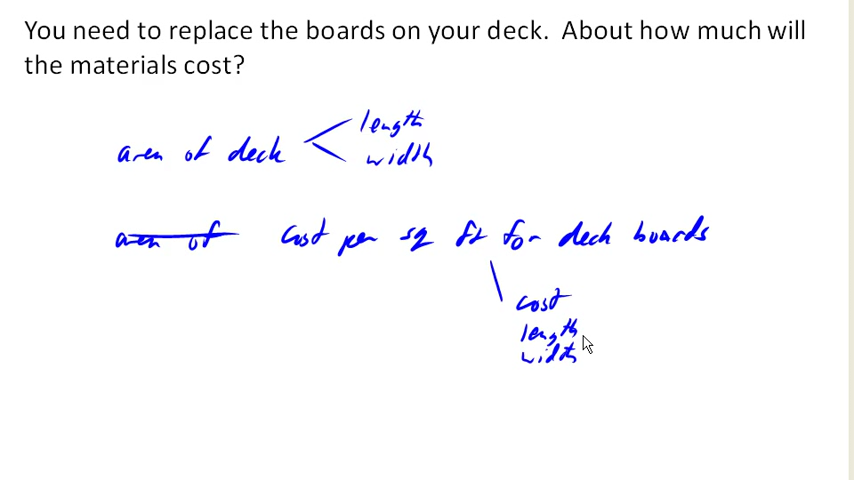 You need to replace the boards on your deck. About how much will
the materials cost?
length
area of deck
width
area of cost per sq ft for deck boards
cost
length
width